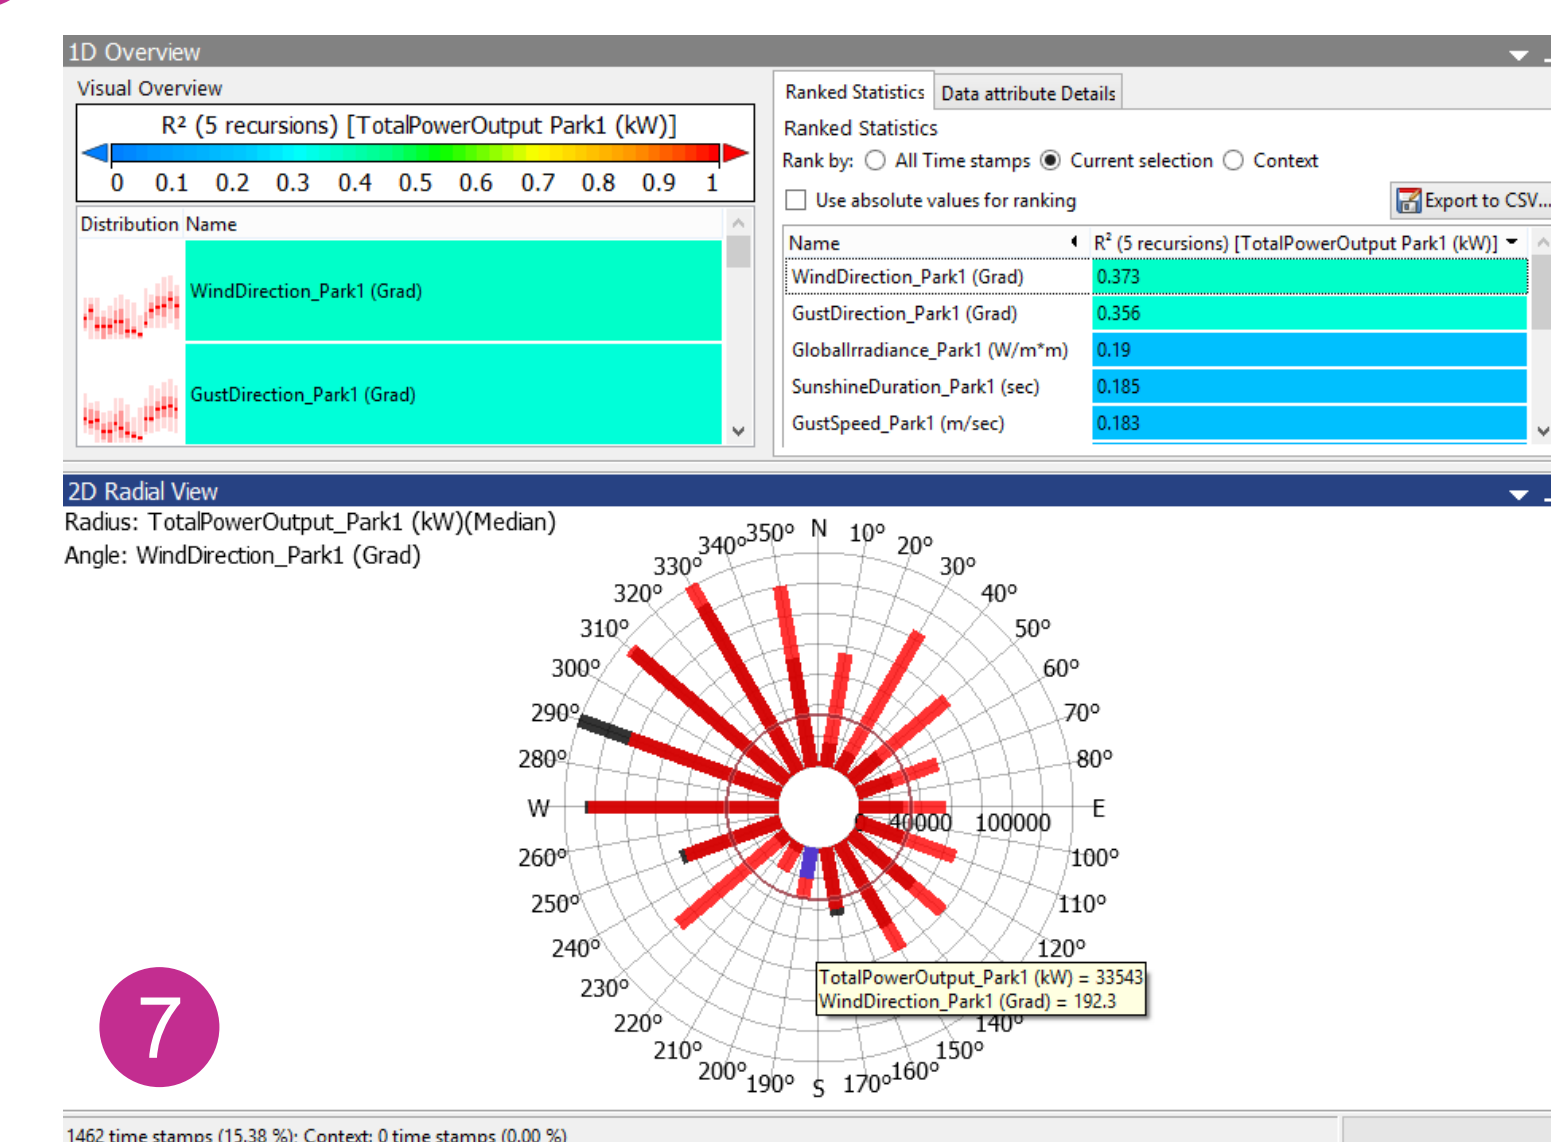 1D Overview
Visual Overview
R² (5 recursions) [TotalPowerOutput Park1 (kW)]
0 0.1 0.2 0.3 0.4 0.5 0.6 0.7 0.8 0.9 1
Distribution Name
WindDirection_Park1 (Grad)
GustDirection_Park1 (Grad)
Ranked Statistics Data attribute Details
Ranked Statistics
Rank by: All Time stamps Current selection Context
Use absolute values for ranking
Export to CSV...
Name R² (5 recursions) [TotalPowerOutput Park1 (kW)]
WindDirection_Park1 (Grad) 0.373
GustDirection_Park1 (Grad) 0.356
GlobalIrradiance_Park1 (W/m*m) 0.19
SunshineDuration_Park1 (sec) 0.185
GustSpeed_Park1 (m/sec) 0.183
2D Radial View
Radius: TotalPowerOutput_Park1 (kW)(Median)
Angle: WindDirection_Park1 (Grad)
N
10°
20°
30°
40°
50°
60°
70°
80°
E
100°
110°
120°
140°
150°
160°
170°
S
190°
200°
210°
220°
230°
240°
250°
260°
W
280°
290°
300°
310°
320°
330°
340°
350°
0 40000 100000
TotalPowerOutput_Park1 (kW) = 33543
WindDirection_Park1 (Grad) = 192.3
7
1462 time stamps (15.38 %); Context: 0 time stamps (0.00 %)